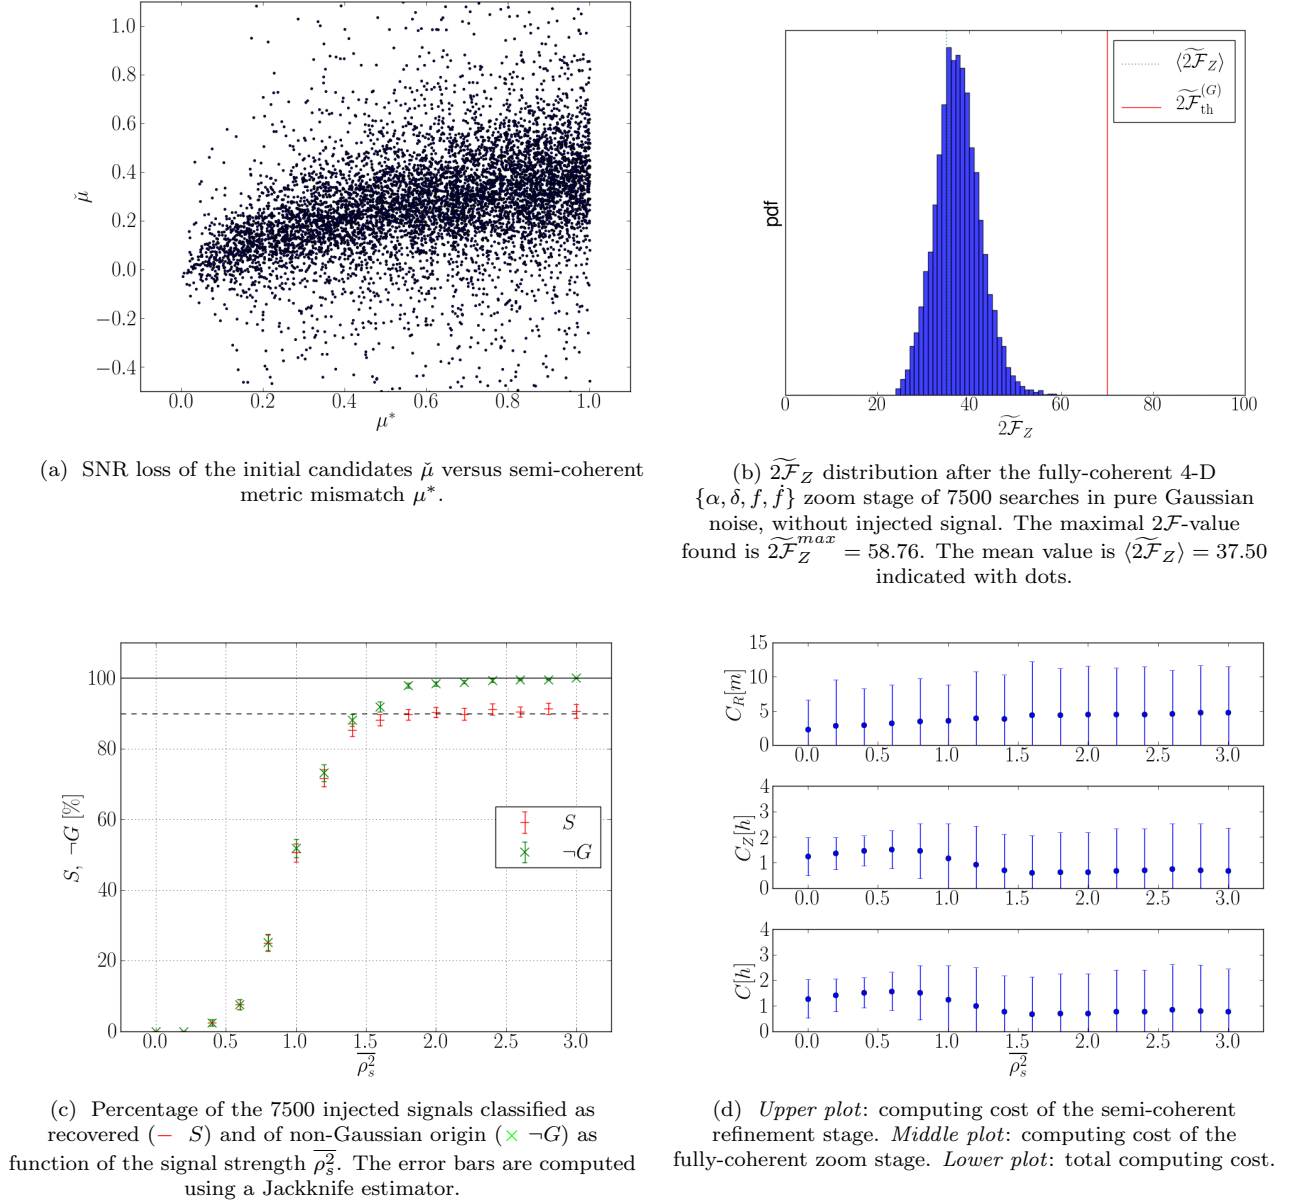 1.0
0.8
0.6
0.4
0.2
0.0
−0.2
−0.4
μ̌
0.0 0.2 0.4 0.6 0.8 1.0
μ*
(a) SNR loss of the initial candidates μ̌ versus semi-coherent
metric mismatch μ*.
pdf
⟨2F̃_Z⟩
2F̃_th^(G)
0 20 40 60 80 100
2F̃_Z
(b) 2F̃_Z distribution after the fully-coherent 4-D
{α, δ, f, ḟ} zoom stage of 7500 searches in pure Gaussian
noise, without injected signal. The maximal 2F-value
found is 2F̃_Z^max = 58.76. The mean value is ⟨2F̃_Z⟩ = 37.50
indicated with dots.
100
80
60
40
20
0
S, ¬G [%]
S
¬G
0.0 0.5 1.0 1.5 2.0 2.5 3.0
ρ_s^2
(c) Percentage of the 7500 injected signals classified as
recovered (− S) and of non-Gaussian origin (× ¬G) as
function of the signal strength ρ_s^2. The error bars are computed
using a Jackknife estimator.
15
10
5
0
C_R[m]
0.0 0.5 1.0 1.5 2.0 2.5 3.0
4
3
2
1
0
C_Z[h]
0.0 0.5 1.0 1.5 2.0 2.5 3.0
4
3
2
1
0
C[h]
0.0 0.5 1.0 1.5 2.0 2.5 3.0
ρ_s^2
(d) Upper plot: computing cost of the semi-coherent
refinement stage. Middle plot: computing cost of the
fully-coherent zoom stage. Lower plot: total computing cost.